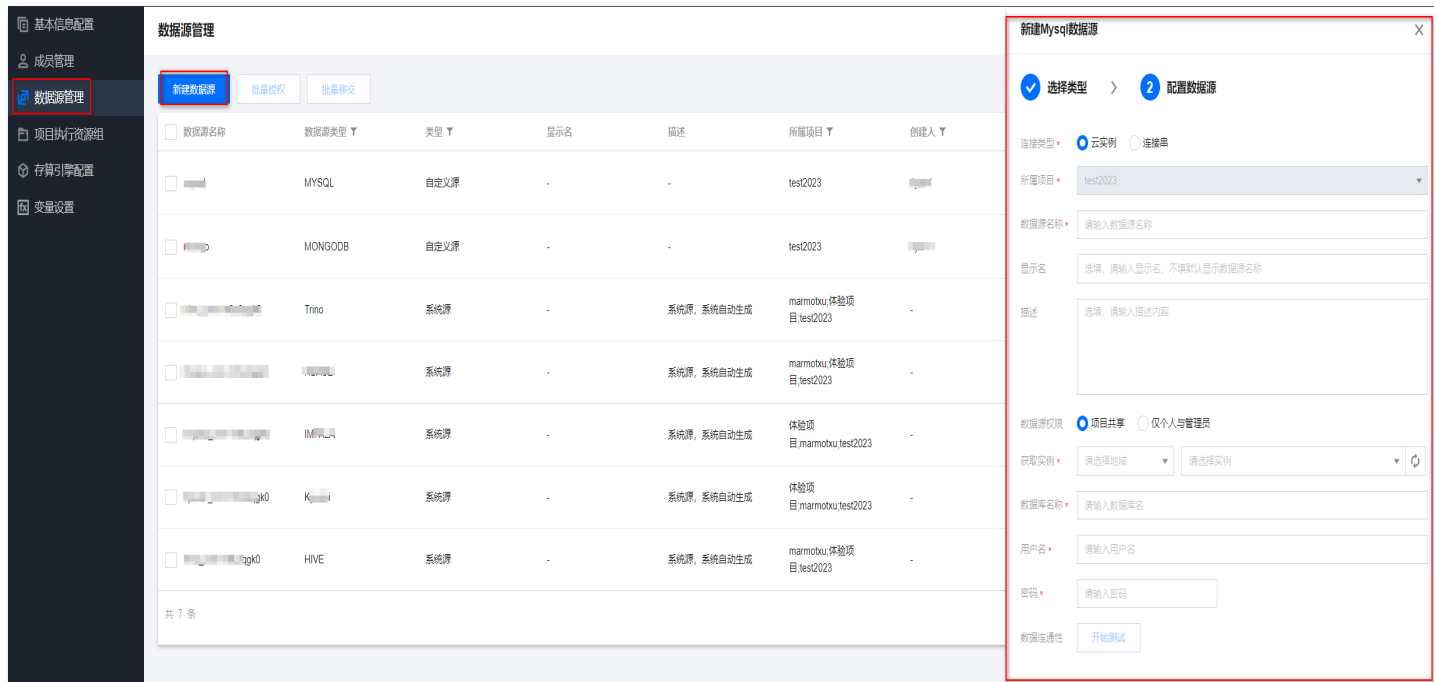 基本信息配置
成员管理
数据源管理
项目执行资源组
存算引擎配置
变量设置
数据源管理
新建数据源 批量授权 批量移交
数据源名称 数据源类型 类型 显示名 描述 所属项目 创建人
MYSQL 自定义源 - - test2023
MONGODB 自定义源 - - test2023
Trino 系统源 - 系统源，系统自动生成 marmotxu;体验项
目;test2023 -
系统源 - 系统源，系统自动生成 marmotxu;体验项
目;test2023 -
系统源 - 系统源，系统自动生成 体验项
目;marmotxu;test2023 -
gk0 系统源 - 系统源，系统自动生成 体验项
目;marmotxu;test2023 -
qgk0 HIVE 系统源 - 系统源，系统自动生成 marmotxu;体验项
目;test2023 -
共 7 条
新建Mysql数据源
选择类型 2 配置数据源
连接类型 * 云实例 连接串
所属项目 * test2023
数据源名称 * 请输入数据源名称
显示名 选填，请输入显示名，不填默认显示数据源名称
描述 选填，请输入描述内容
数据源权限 项目共享 仅个人与管理员
获取实例 * 请选择地域 请选择实例
数据库名称 * 请输入数据库名
用户名 * 请输入用户名
密码 * 请输入密码
数据连通性 开始测试